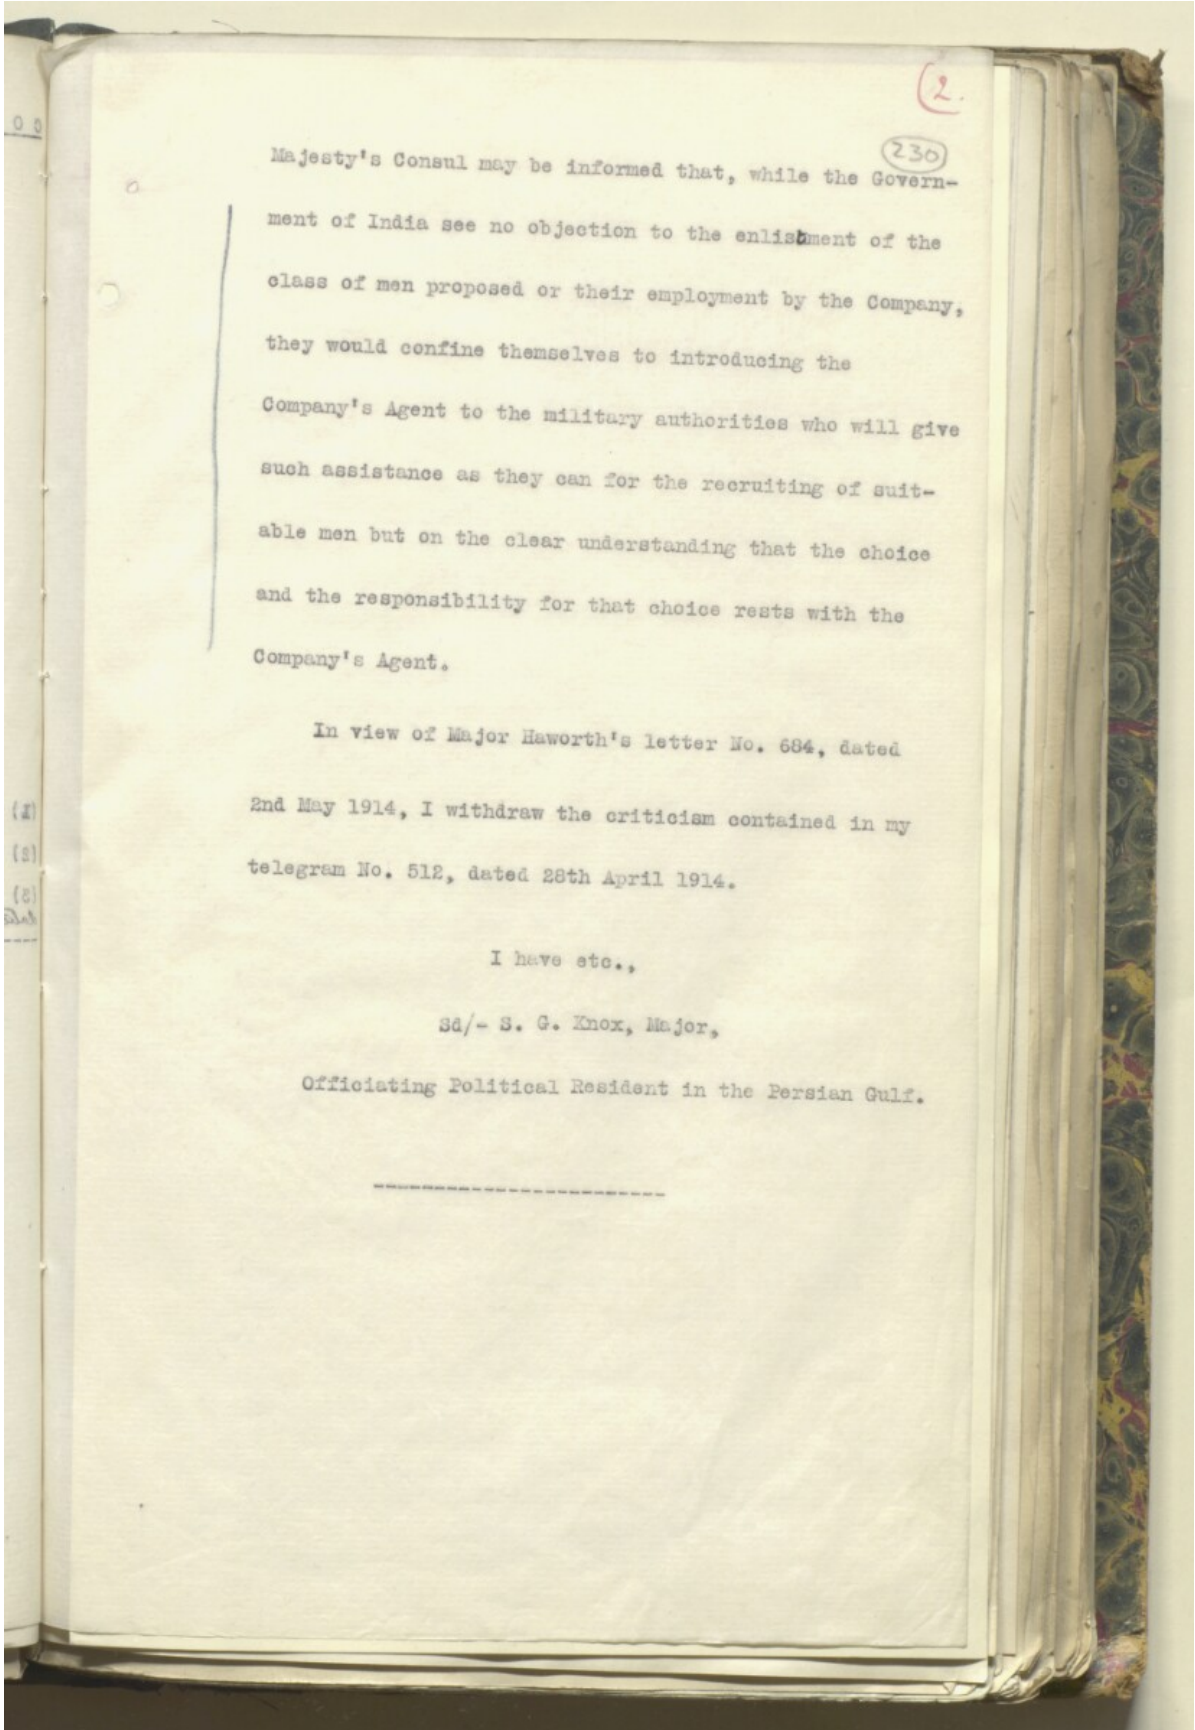 (2.
230
Majesty's Consul may be informed that, while the Govern-
ment of India see no objection to the enlistment of the
class of men proposed or their employment by the Company,
they would confine themselves to introducing the
Company's Agent to the military authorities who will give
such assistance as they can for the recruiting of suit-
able men but on the clear understanding that the choice
and the responsibility for that choice rests with the
Company's Agent.
In view of Major Haworth's letter No. 684, dated
2nd May 1914, I withdraw the criticism contained in my
telegram No. 512, dated 28th April 1914.
I have etc.,
Sd/- S. G. Knox, Major,
Officiating Political Resident in the Persian Gulf.
------------------------